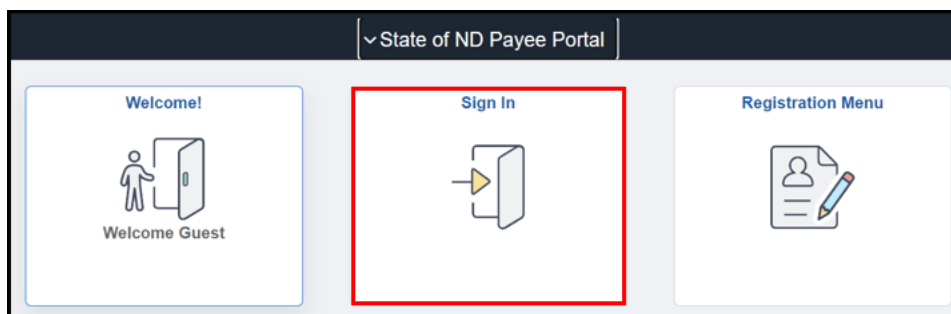 State of ND Payee Portal
Welcome!
Welcome Guest
Sign In
Registration Menu